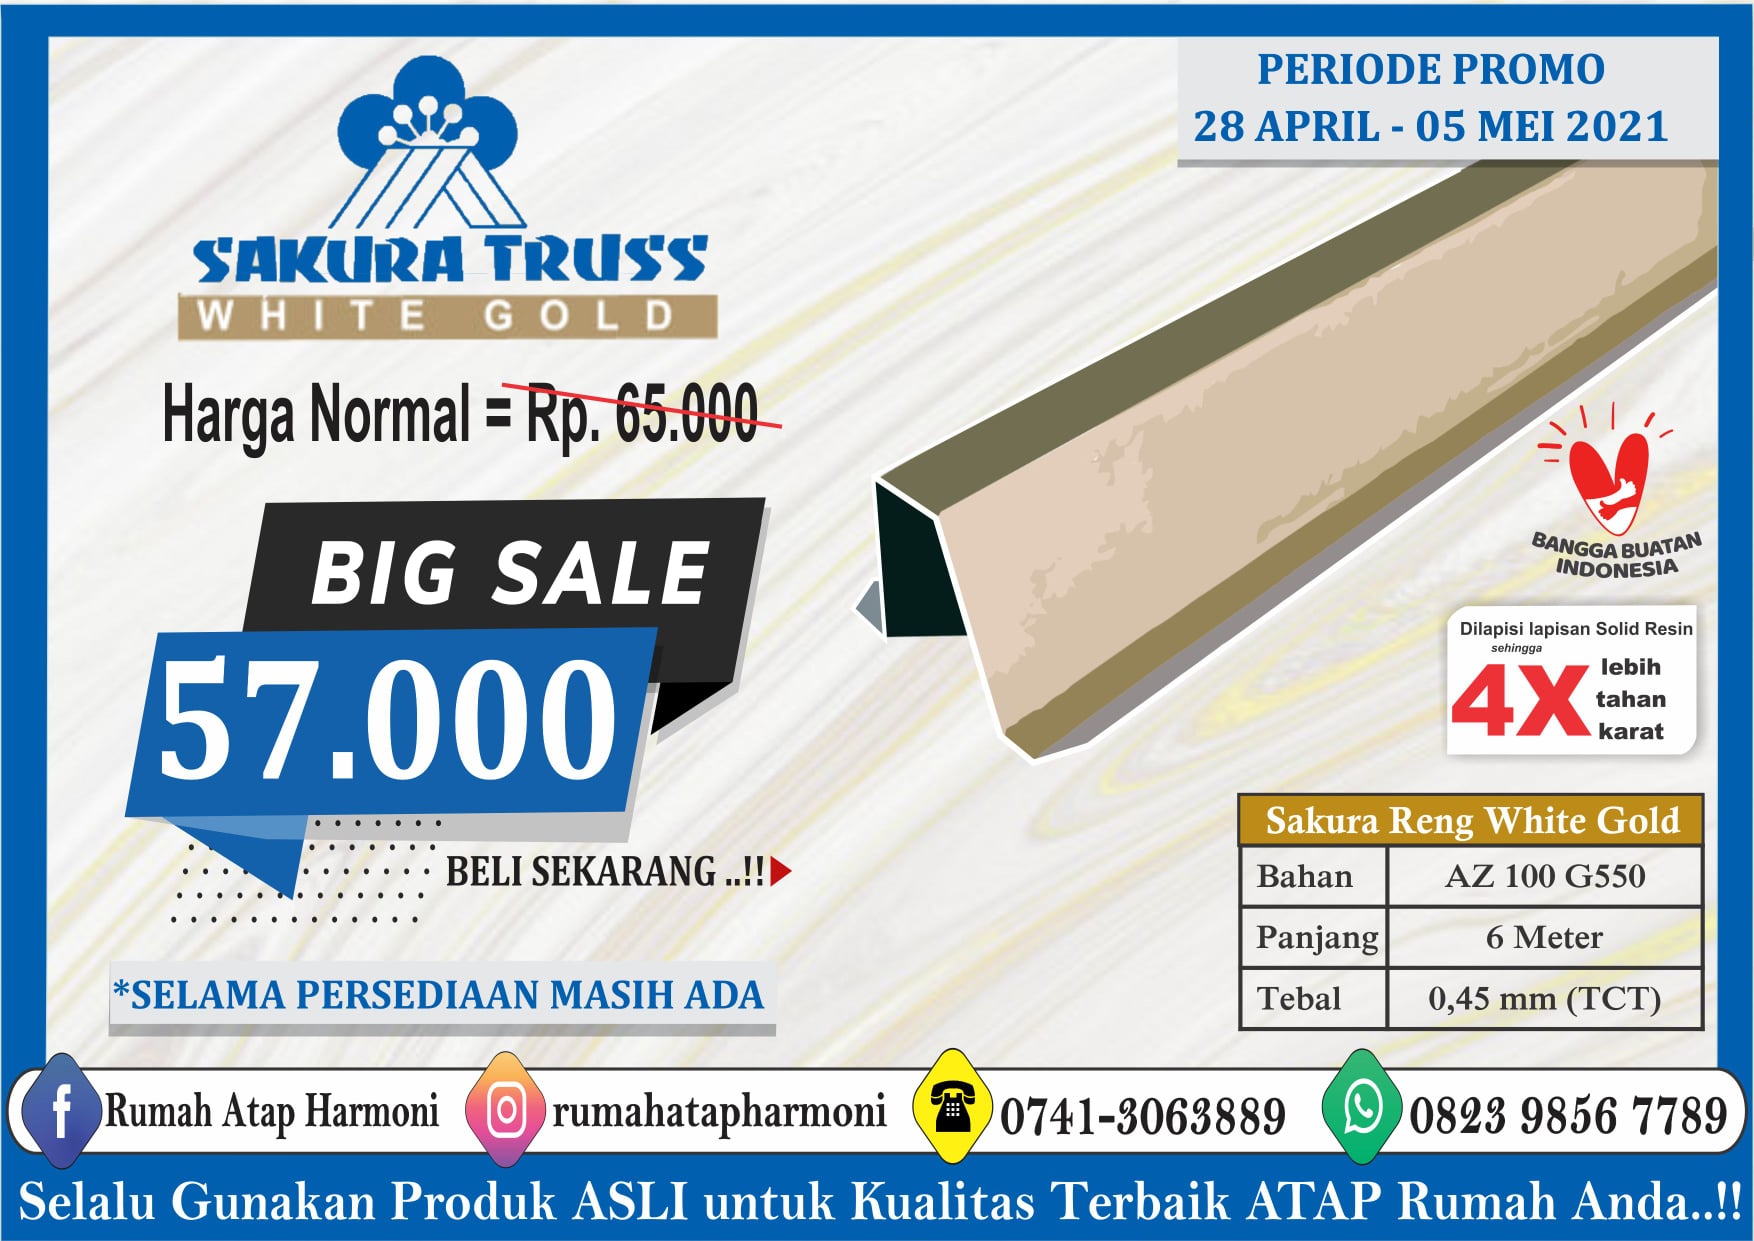 PERIODE PROMO
28 APRIL - 05 MEI 2021
SAKURA TRUSS
WHITE GOLD
Harga Normal = Rp. 65.000
BIG SALE
57.000
BELI SEKARANG ..!!
*SELAMA PERSEDIAAN MASIH ADA
BANGGA BUATAN
INDONESIA
Dilapisi lapisan Solid Resin
sehingga
4X lebih
tahan
karat
Sakura Reng White Gold
Bahan AZ 100 G550
Panjang 6 Meter
Tebal 0,45 mm (TCT)
Rumah Atap Harmoni rumahatapharmoni 0741-3063889 0823 9856 7789
Selalu Gunakan Produk ASLI untuk Kualitas Terbaik ATAP Rumah Anda..!!